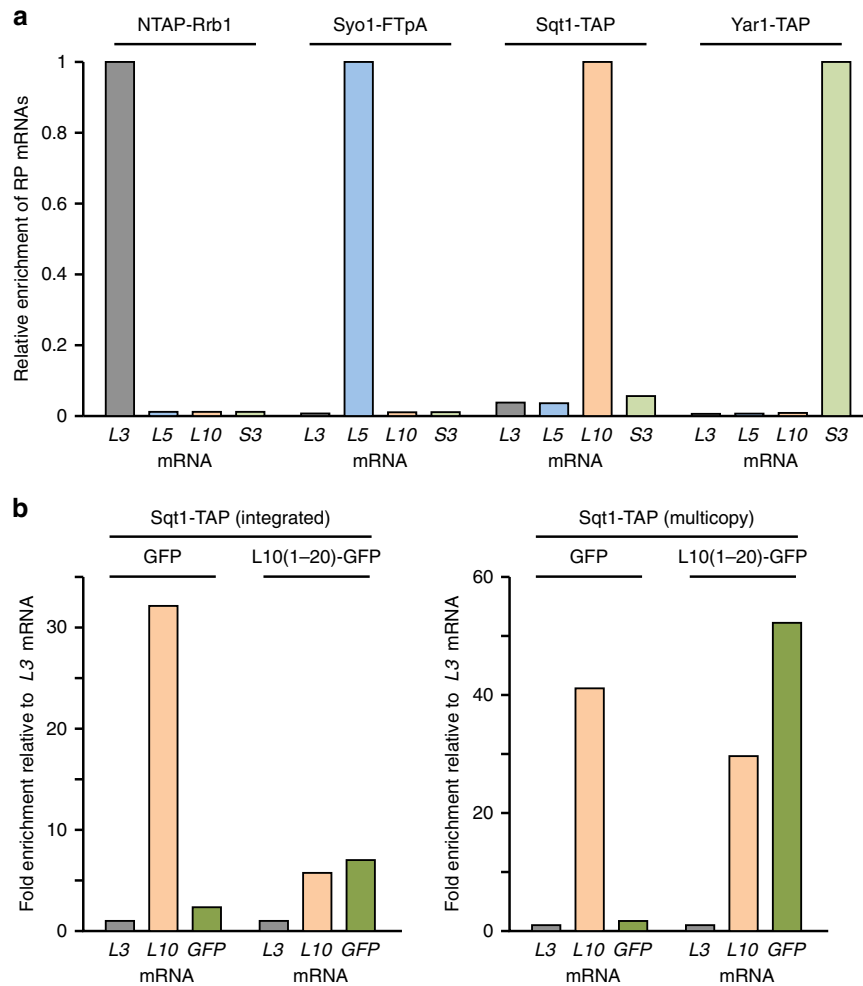 a
NTAP-Rrb1 Syo1-FTpA Sqt1-TAP Yar1-TAP
Relative enrichment of RP mRNAs
1
0.8
0.6
0.4
0.2
0
L3 L5 L10 S3 L3 L5 L10 S3 L3 L5 L10 S3 L3 L5 L10 S3
mRNA mRNA mRNA mRNA
b
Sqt1-TAP (integrated)
GFP L10(1–20)-GFP
Fold enrichment relative to L3 mRNA
30
20
10
0
L3 L10 GFP L3 L10 GFP
mRNA mRNA
Sqt1-TAP (multicopy)
GFP L10(1–20)-GFP
Fold enrichment relative to L3 mRNA
60
40
20
0
L3 L10 GFP L3 L10 GFP
mRNA mRNA